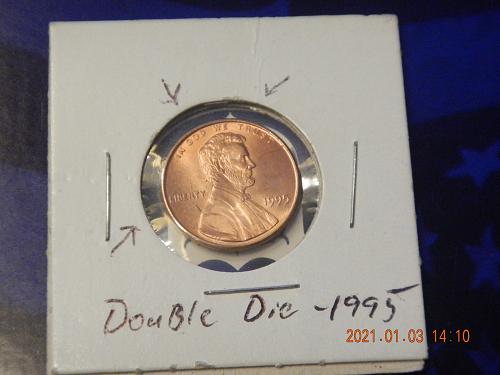 IN GOD WE TRUST
LIBERTY 1995
Double Die - 1995
2021.01.03 14:10